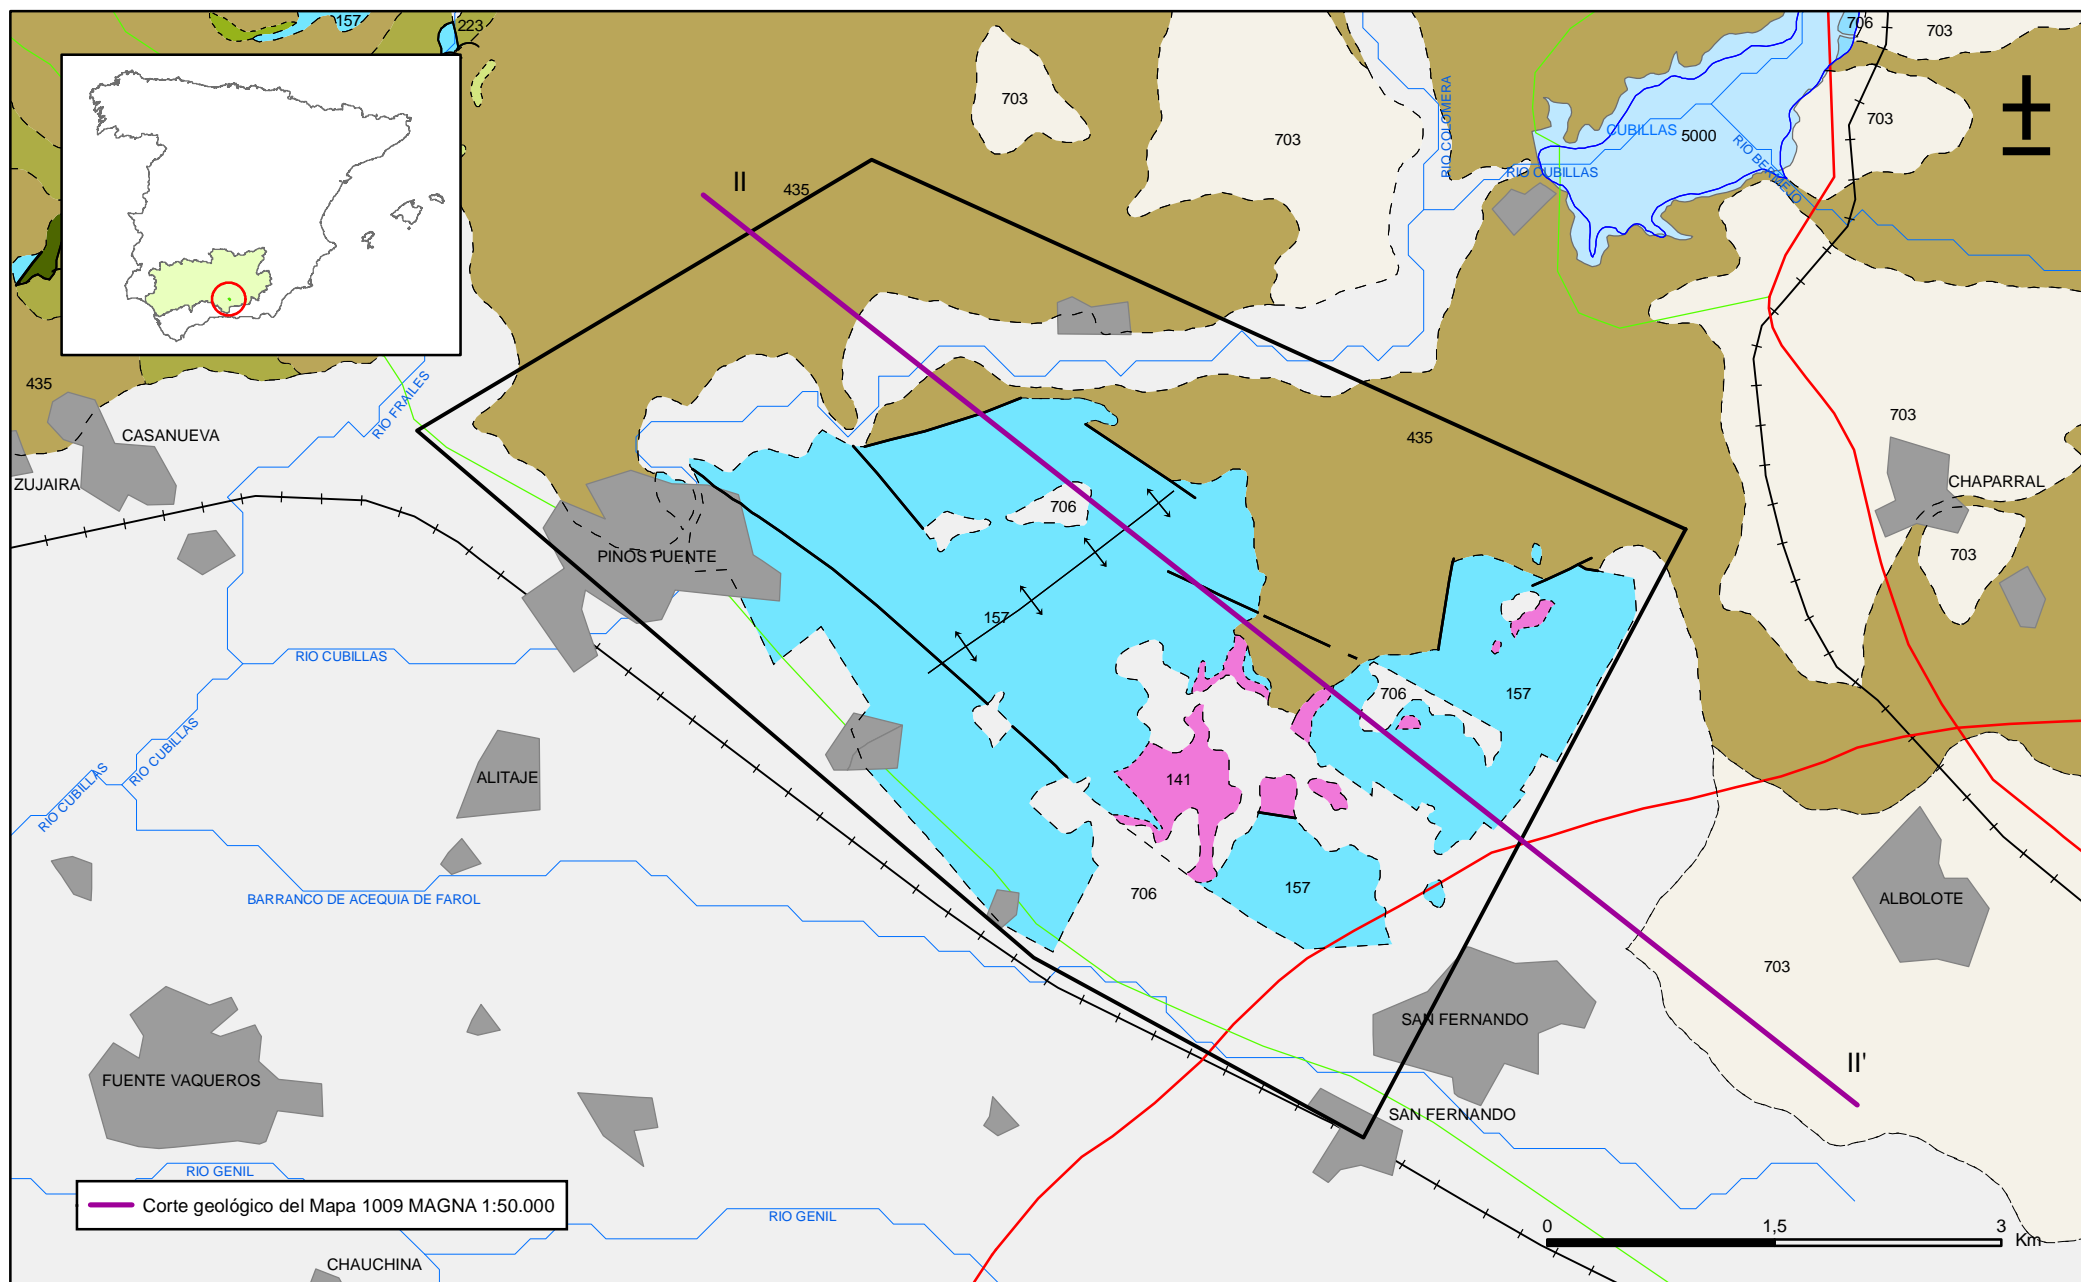 157
223
706
703
703
703
703
RIO COLOMERA
CUBILLAS
5000
RIO BERMEJO
RIO CUBILLAS
II
435
435
RIO FRAILES
CASANUEVA
ZUJAIRA
435
703
CHAPARRAL
703
706
PINOS PUENTE
157
RIO CUBILLAS
706
157
RIO CUBILLAS
RIO CUBILLAS
ALITAJE
141
157
706
BARRANCO DE ACEQUIA DE FAROL
ALBOLOTE
703
SAN FERNANDO
II'
FUENTE VAQUEROS
SAN FERNANDO
RIO GENIL
Corte geológico del Mapa 1009 MAGNA 1:50.000
RIO GENIL
0 1,5 3
Km
CHAUCHINA